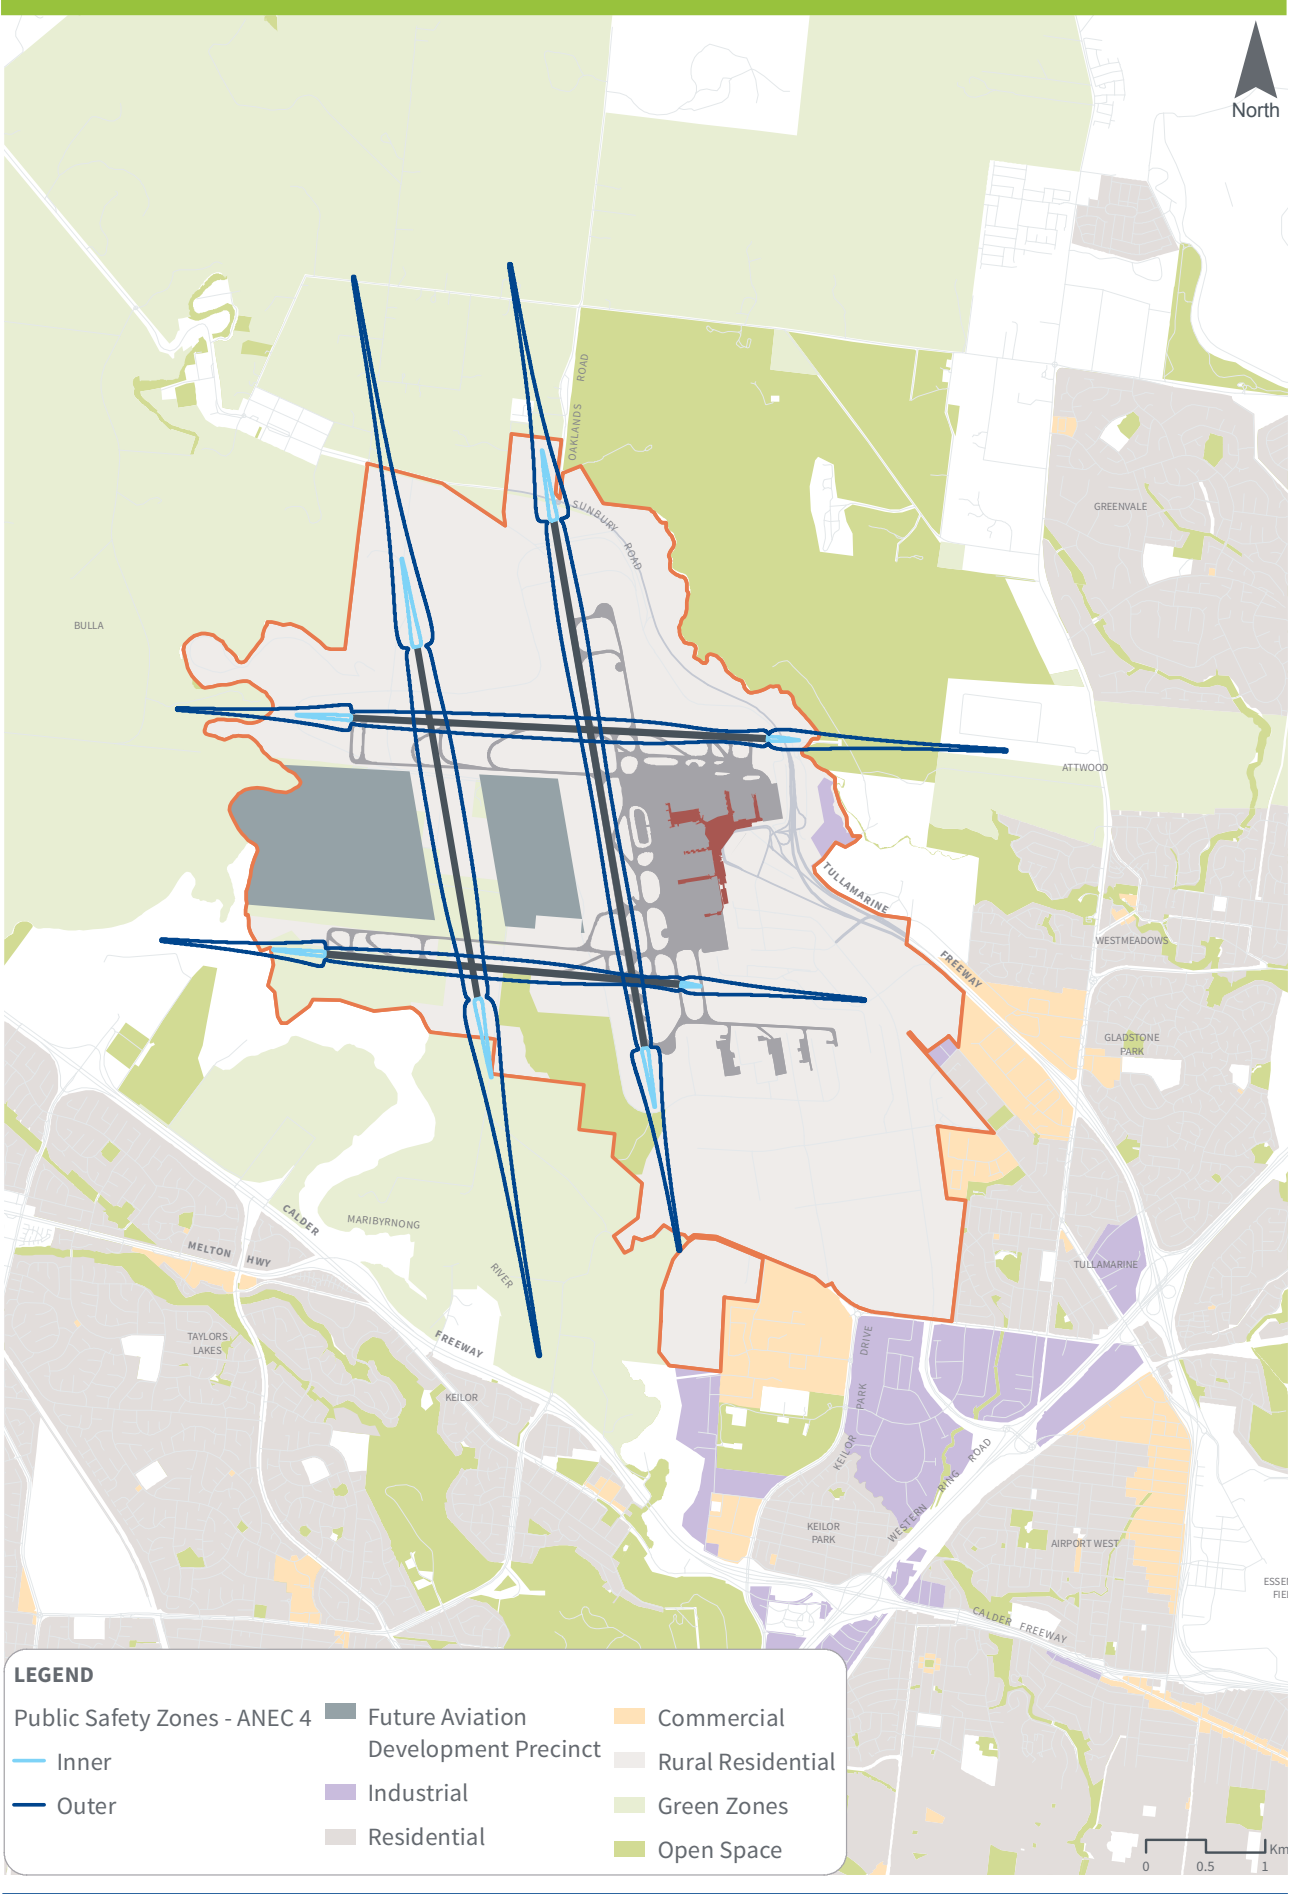 North
OAKLANDS ROAD
SUNBURY ROAD
GREENVALE
BULLA
ATTWOOD
TULLAMARINE
FREEWAY
WESTMEADOWS
GLADSTONE
PARK
CALDER
MARIBYRNONG
MELTON HWY
RIVER
TULLAMARINE
TAYLORS
LAKES
FREEWAY
KEILOR
KEILOR PARK DRIVE
WESTERN RING ROAD
KEILOR
PARK
AIRPORT WEST
ESSE
FIE
CALDER FREEWAY
LEGEND
Public Safety Zones - ANEC 4
Inner
Outer
Future Aviation
Development Precinct
Industrial
Residential
Commercial
Rural Residential
Green Zones
Open Space
0 0.5 1 Km